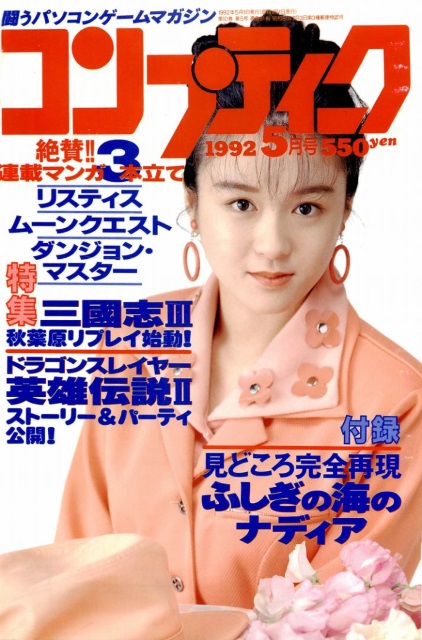 闘うパソコンゲームマガジン
コンプティーク
1992 5月号 550yen
絶賛!!
連載マンガ3本立て
リスティス
ムーンクエスト
ダンジョン・
マスター
特集
三國志III
秋葉原リプレイ始動!
ドラゴンスレイヤー
英雄伝説II
ストーリー&パーティ
公開!
付録
見どころ完全再現
ふしぎの海の
ナディア